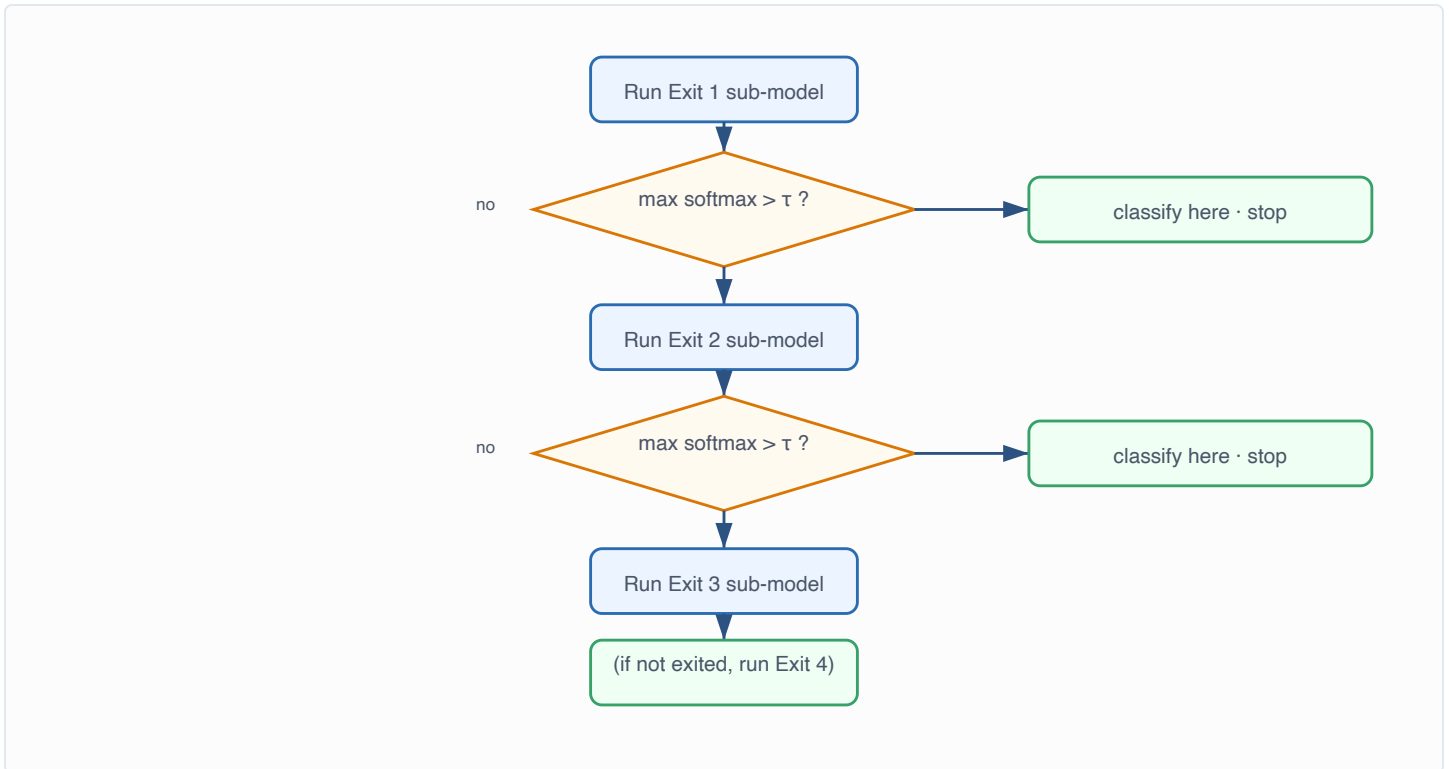 Run Exit 1 sub-model
no
max softmax > τ ?
classify here · stop
Run Exit 2 sub-model
no
max softmax > τ ?
classify here · stop
Run Exit 3 sub-model
(if not exited, run Exit 4)